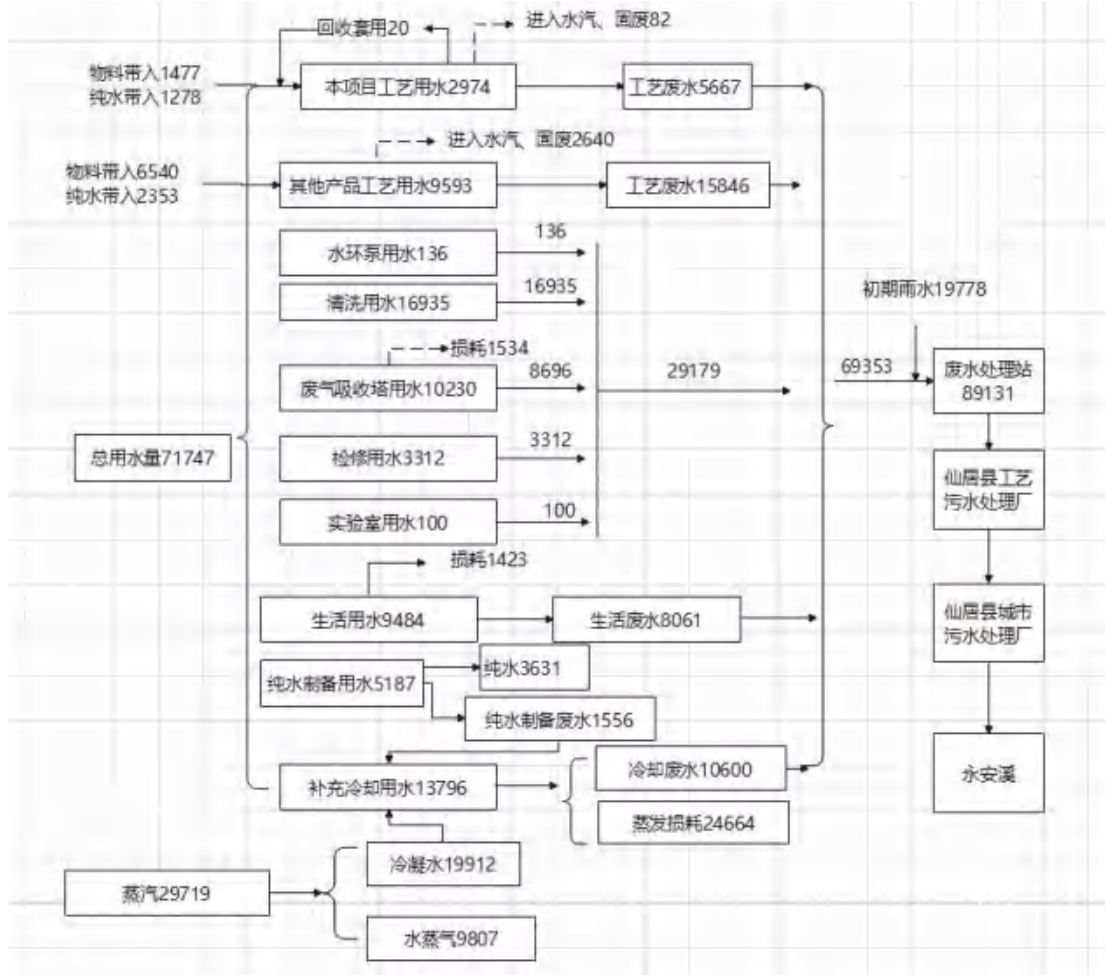 回收套用20
进入水汽、固废82
物料带入1477
纯水带入1278
本项目工艺用水2974
工艺废水5667
进入水汽、固废2640
物料带入6540
纯水带入2353
其他产品工艺用水9593
工艺废水15846
水环泵用水136
136
清洗用水16935
16935
初期雨水19778
损耗1534
废气吸收塔用水10230
8696
29179
69353
废水处理站
89131
总用水量71747
检修用水3312
3312
仙居县工艺
污水处理厂
实验室用水100
100
损耗1423
生活用水9484
生活废水8061
仙居县城市
污水处理厂
纯水制备用水5187
纯水3631
纯水制备废水1556
补充冷却用水13796
冷却废水10600
永安溪
蒸发损耗24664
冷凝水19912
蒸汽29719
水蒸气9807